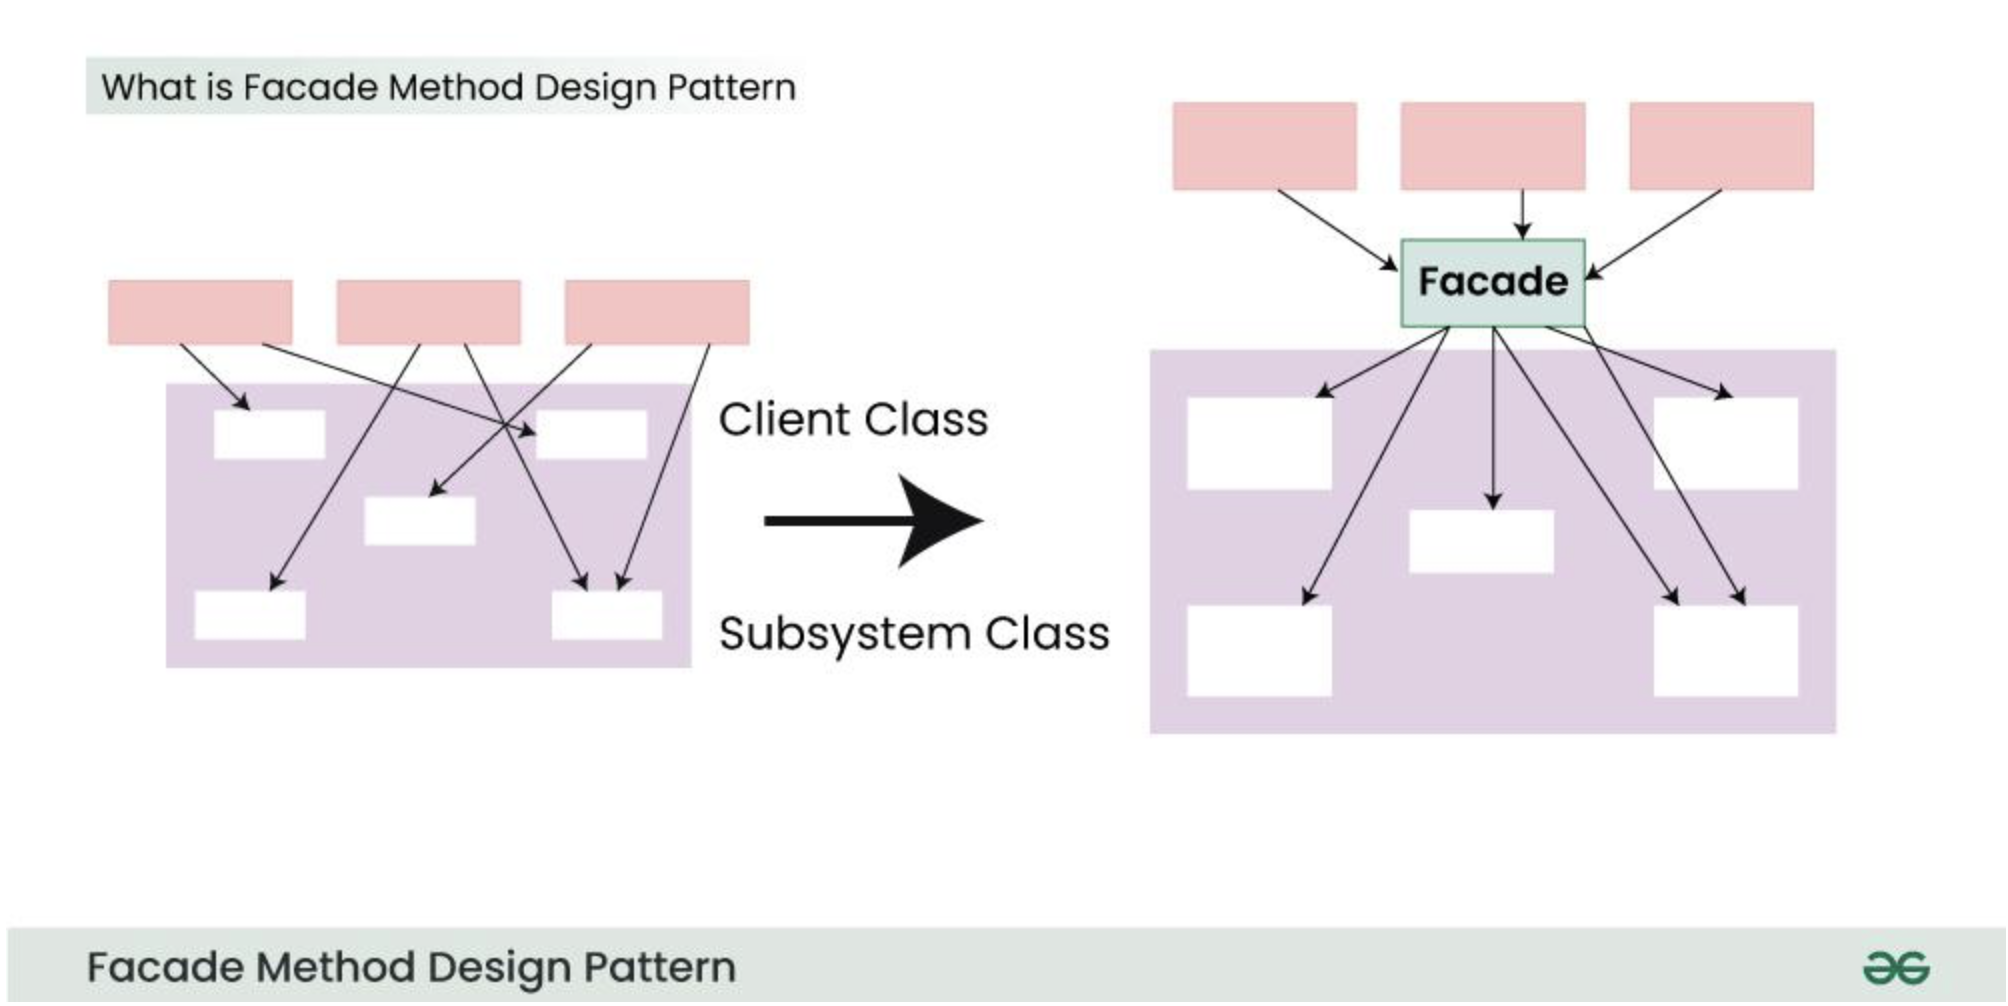 What is Facade Method Design Pattern
Facade
Client Class
Subsystem Class
Facade Method Design Pattern